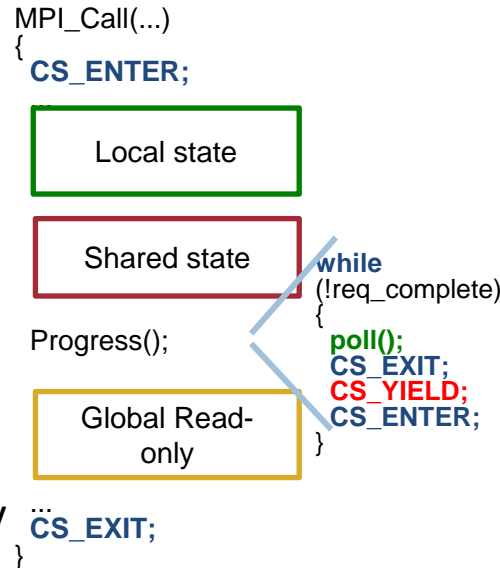 MPI_Call(...)
{
CS_ENTER;
...
Local state
Shared state
Progress();
while
(!req_complete)
{
poll();
CS_EXIT;
CS_YIELD;
CS_ENTER;
}
Global Read-
only
...
CS_EXIT;
}